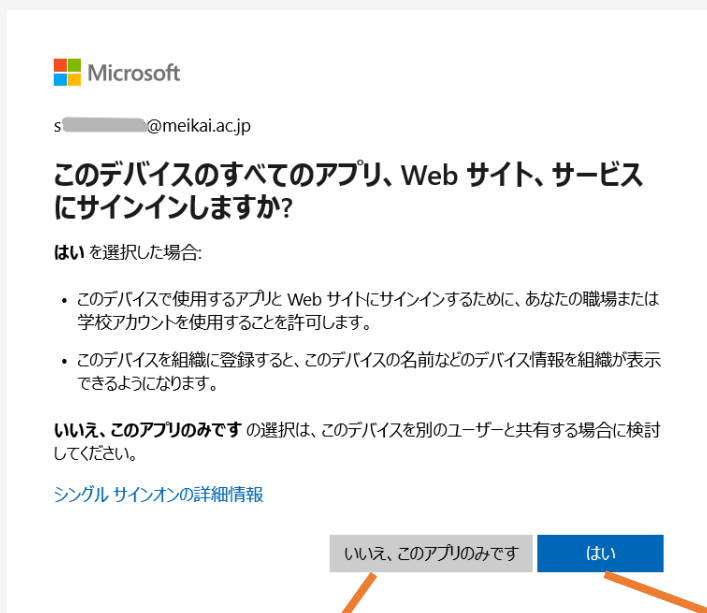 Microsoft
s @meikai.ac.jp
このデバイスのすべてのアプリ、Web サイト、サービス
にサインインしますか?
はい を選択した場合:
• このデバイスで使用するアプリと Web サイトにサインインするために、あなたの職場または
学校アカウントを使用することを許可します。
• このデバイスを組織に登録すると、このデバイスの名前などのデバイス情報を組織が表示
できるようになります。
いいえ、このアプリのみです の選択は、このデバイスを別のユーザーと共有する場合に検討
してください。
シングル サインオンの詳細情報
いいえ、このアプリのみです
はい